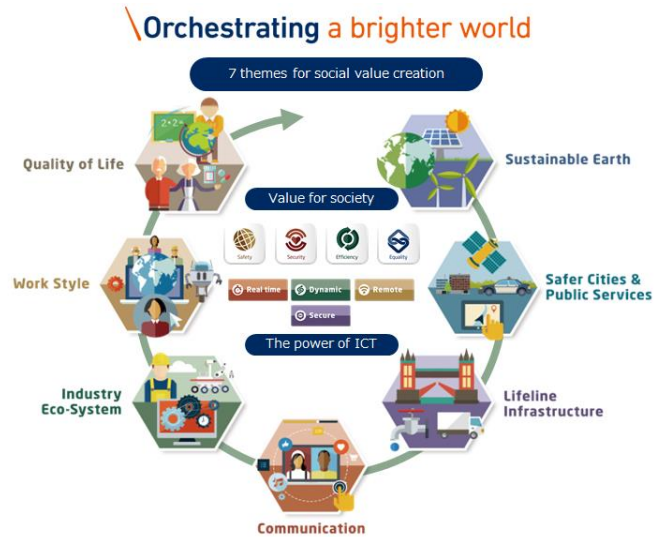 \Orchestrating a brighter world
7 themes for social value creation
Quality of Life
Sustainable Earth
Value for society
Safety
Security
Efficiency
Equality
Work Style
Real time
Dynamic
Remote
Secure
Safer Cities &
Public Services
The power of ICT
Industry
Eco-System
Lifeline
Infrastructure
Communication